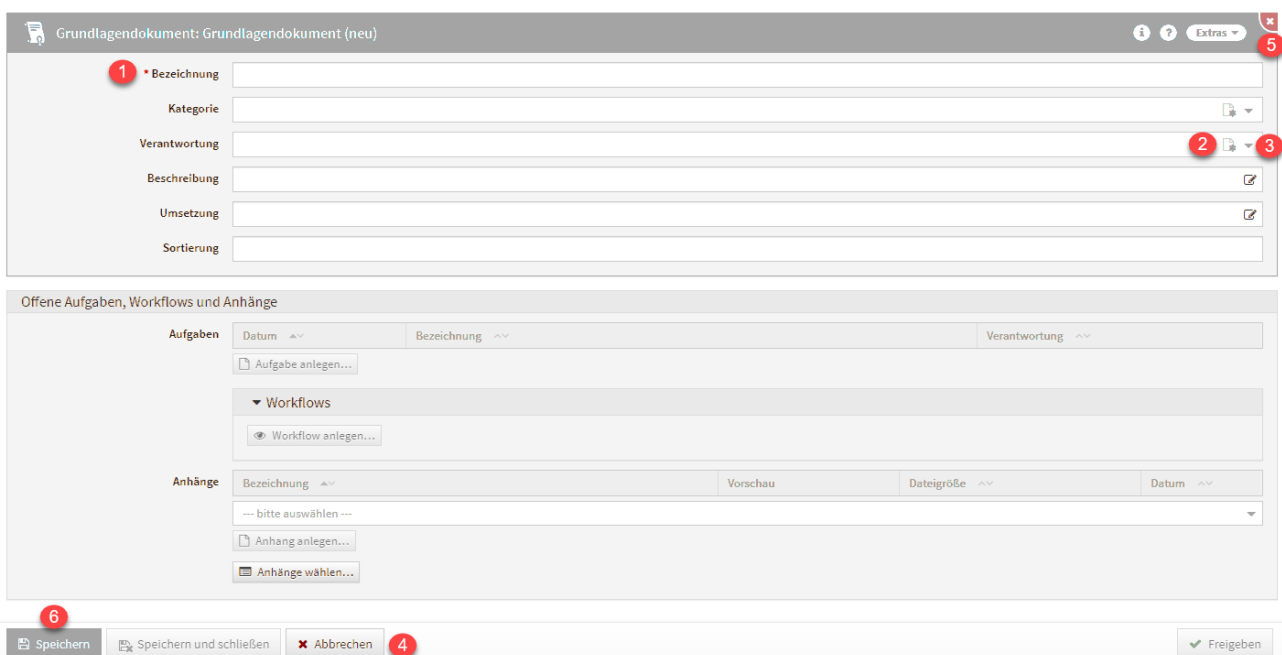 Grundlagendokument: Grundlagendokument (neu)
i ? Extras
5
1 * Bezeichnung
Kategorie
Verantwortung 2 3
Beschreibung
Umsetzung
Sortierung
Offene Aufgaben, Workflows und Anhänge
Aufgaben Datum Bezeichnung Verantwortung
Aufgabe anlegen...
Workflows
Workflow anlegen...
Anhänge Bezeichnung Vorschau Dateigröße Datum
--- bitte auswählen ---
Anhang anlegen...
Anhänge wählen...
6
Speichern Speichern und schließen Abbrechen 4 Freigeben